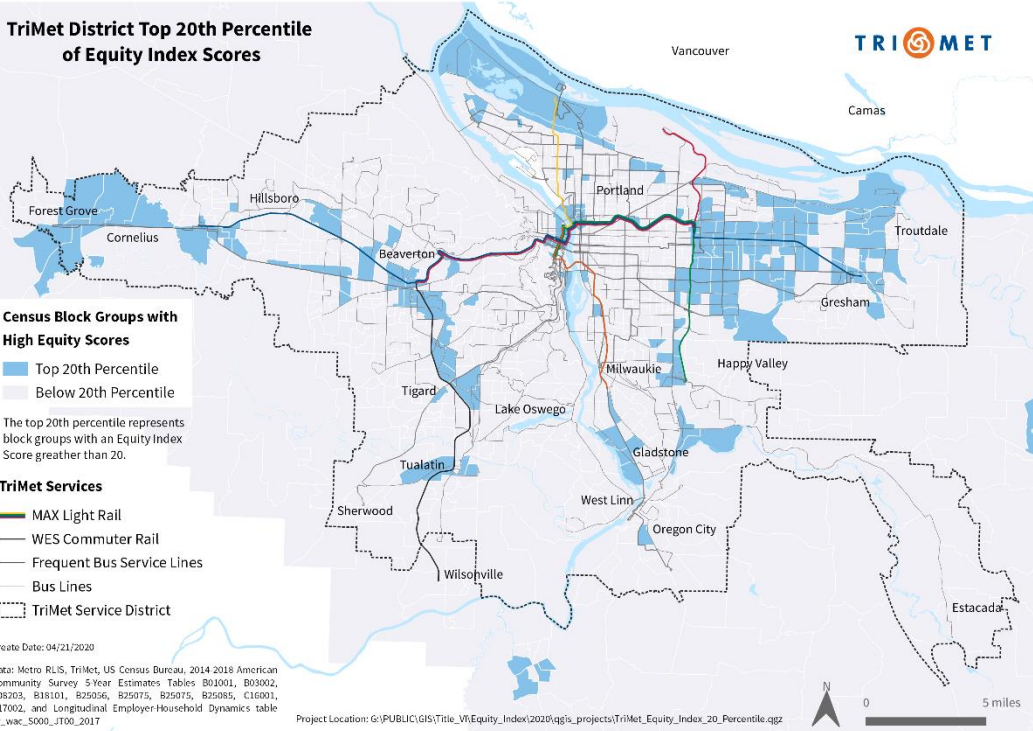 TriMet District Top 20th Percentile
of Equity Index Scores
TRI MET
Vancouver
Camas
Portland
Hillsboro
Forest Grove
Cornelius
Beaverton
Troutdale
Gresham
Happy Valley
Milwaukie
Tigard
Lake Oswego
Gladstone
Tualatin
West Linn
Sherwood
Oregon City
Wilsonville
Estacada
Census Block Groups with
High Equity Scores
Top 20th Percentile
Below 20th Percentile
The top 20th percentile represents
block groups with an Equity Index
Score greather than 20.
TriMet Services
MAX Light Rail
WES Commuter Rail
Frequent Bus Service Lines
Bus Lines
TriMet Service District
reate Date: 04/21/2020
ata: Metro RLIS, TriMet, US Census Bureau, 2014-2018 American
ommunity Survey 5-Year Estimates Tables B01001, B03002,
08203, B18101, B25056, B25075, B25075, B25085, C16001,
17002, and Longitudinal Employer-Household Dynamics table
_wac_S000_JT00_2017
Project Location: G:\PUBLIC\GIS\Title_VI\Equity_Index\2020\qgis_projects\TriMet_Equity_Index_20_Percentile.qgz
N
0 5 miles